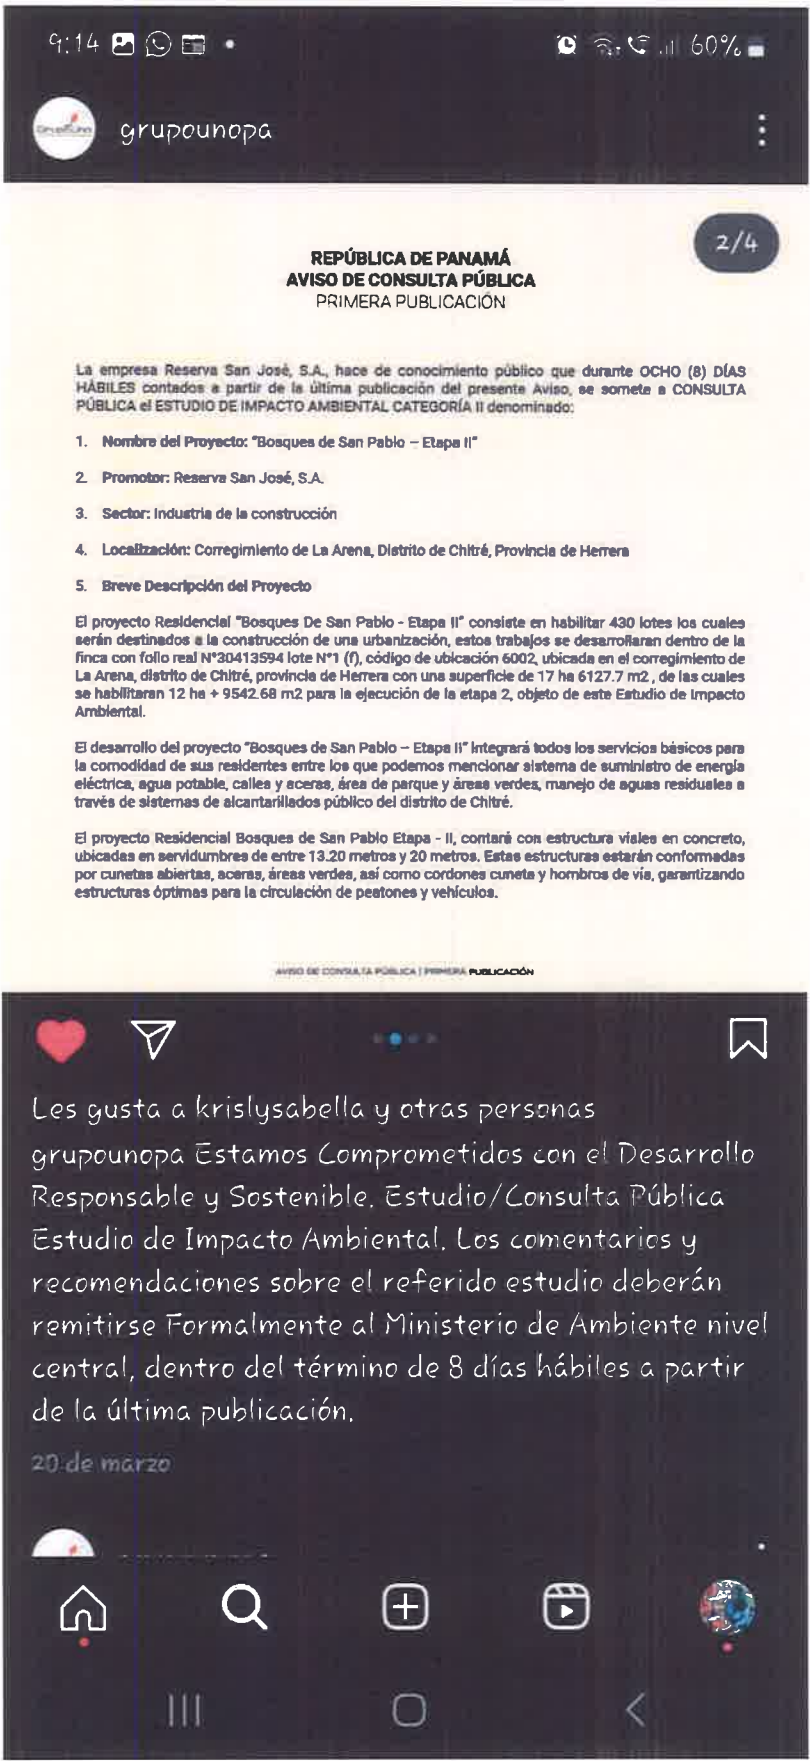 9:14
60%
grupounopa
2/4
REPÚBLICA DE PANAMÁ
AVISO DE CONSULTA PÚBLICA
PRIMERA PUBLICACIÓN
La empresa Reserva San José, S.A., hace de conocimiento público que durante OCHO (8) DÍAS
HÁBILES contados a partir de la última publicación del presente Aviso, se somete a CONSULTA
PÚBLICA el ESTUDIO DE IMPACTO AMBIENTAL CATEGORÍA II denominado:
1. Nombre del Proyecto: "Bosques de San Pablo – Etapa II"
2. Promotor: Reserva San José, S.A.
3. Sector: Industria de la construcción
4. Localización: Corregimiento de La Arena, Distrito de Chitré, Provincia de Herrera
5. Breve Descripción del Proyecto
El proyecto Residencial "Bosques De San Pablo - Etapa II" consiste en habilitar 430 lotes los cuales
serán destinados a la construcción de una urbanización, estos trabajos se desarrollaran dentro de la
finca con folio real N°30413594 lote N°1 (f), código de ubicación 6002, ubicada en el corregimiento de
La Arena, distrito de Chitré, provincia de Herrera con una superficie de 17 ha 6127.7 m2 , de las cuales
se habilitaran 12 ha + 9542.68 m2 para la ejecución de la etapa 2, objeto de este Estudio de Impacto
Ambiental.
El desarrollo del proyecto "Bosques de San Pablo – Etapa II" integrará todos los servicios básicos para
la comodidad de sus residentes entre los que podemos mencionar sistema de suministro de energía
eléctrica, agua potable, calles y aceras, área de parque y áreas verdes, manejo de aguas residuales a
través de sistemas de alcantarillados público del distrito de Chitré.
El proyecto Residencial Bosques de San Pablo Etapa - II, contará con estructura viales en concreto,
ubicadas en servidumbres de entre 13.20 metros y 20 metros. Estas estructuras estarán conformadas
por cunetas abiertas, aceras, áreas verdes, así como cordones cuneta y hombros de vía, garantizando
estructuras óptimas para la circulación de peatones y vehículos.
AVISO DE CONSULTA PÚBLICA | PRIMERA PUBLICACIÓN
Les gusta a krislysabella y otras personas
grupounopa Estamos Comprometidos con el Desarrollo
Responsable y Sostenible. Estudio/Consulta Pública
Estudio de Impacto Ambiental. Los comentarios y
recomendaciones sobre el referido estudio deberán
remitirse Formalmente al Ministerio de Ambiente nivel
central, dentro del término de 8 días hábiles a partir
de la última publicación.
20 de marzo